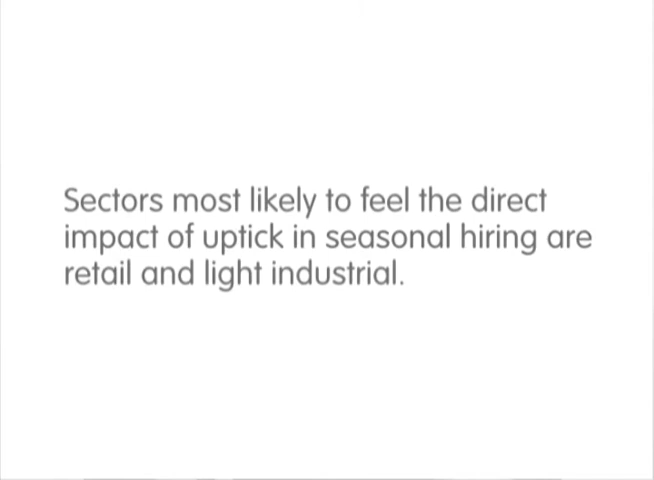 Sectors most likely to feel the direct
impact of uptick in seasonal hiring are
retail and light industrial.